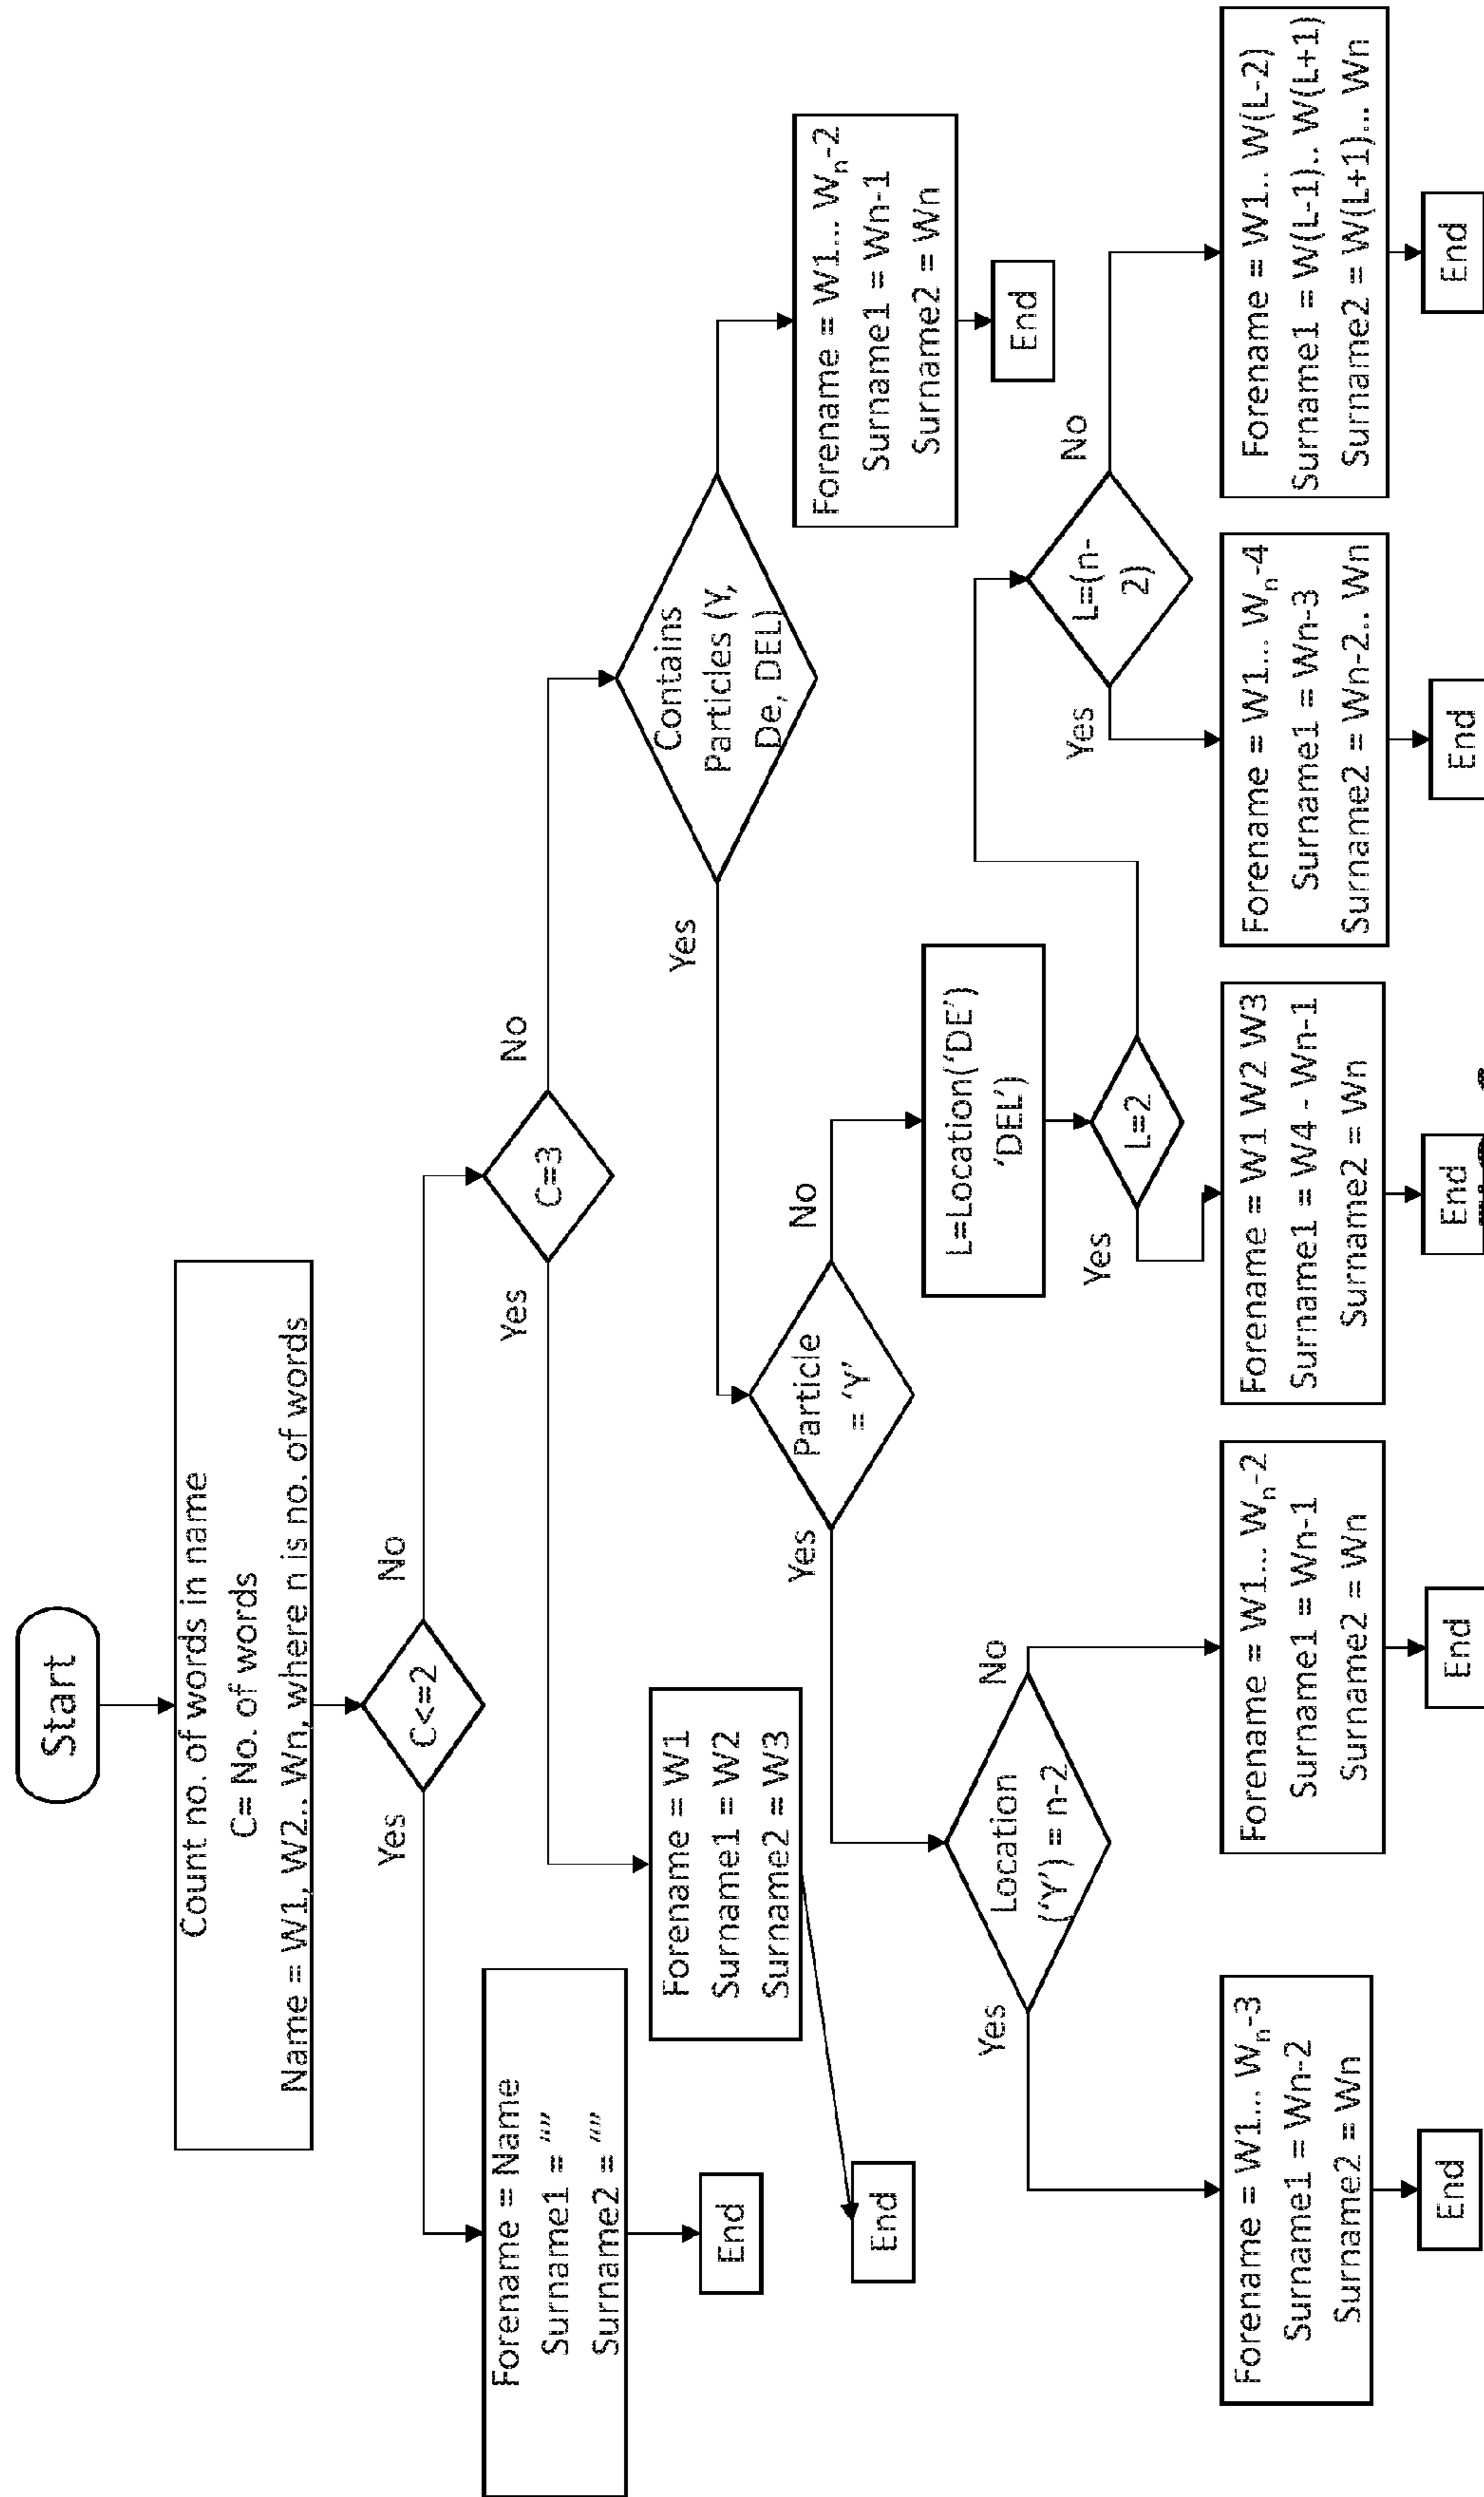 Start
Count no. of words in name
C= No. of words
Name = W1, W2.. Wn, where n is no. of words
C<=2
Yes
No
Forename = Name
Surname1 = “”
Surname2 = “”
End
C=3
Yes
No
Forename = W1
Surname1 = W2
Surname2 = W3
End
Contains
Particles (Y,
De, DEL)
Yes
Forename = W1... Wn-2
Surname1 = Wn-1
Surname2 = Wn
End
Particle
= ‘Y’
Yes
No
Location
(‘Y’) = n-2
Yes
No
L=Location(‘DE’)
‘DEL’)
L=2
Yes
L=(n-
2)
Yes
No
Forename = W1... Wn-3
Surname1 = Wn-2
Surname2 = Wn
End
Forename = W1... Wn-2
Surname1 = Wn-1
Surname2 = Wn
End
Forename = W1 W2 W3
Surname1 = W4 - Wn-1
Surname2 = Wn
End
Forename = W1... Wn-4
Surname1 = Wn-3
Surname2 = Wn-2.. Wn
End
Forename = W1.. W(L-2)
Surname1 = W(L-1).. W(L+1)
Surname2 = W(L+1)... Wn
End